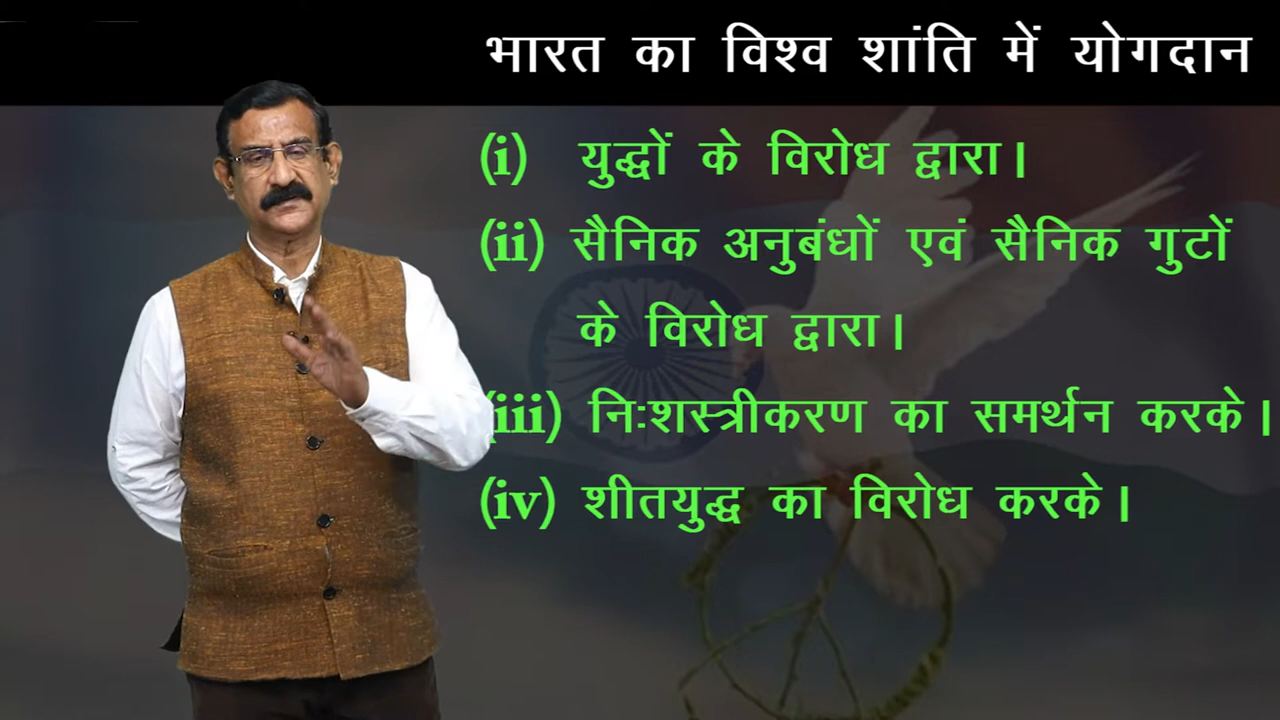 भारत का विश्व शांति में योगदान
(i) युद्धों के विरोध द्वारा।
(ii) सैनिक अनुबंधों एवं सैनिक गुटों
के विरोध द्वारा।
(iii) निःशस्त्रीकरण का समर्थन करके।
(iv) शीतयुद्ध का विरोध करके।